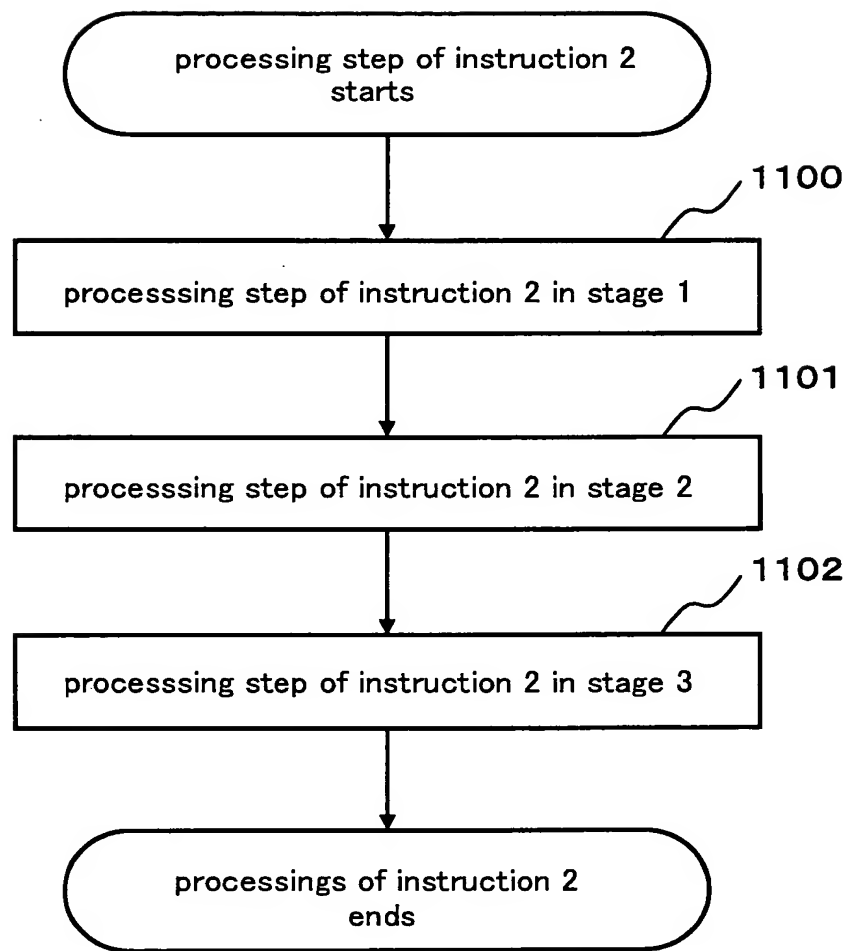 processing step of instruction 2
starts
1100
processsing step of instruction 2 in stage 1
1101
processsing step of instruction 2 in stage 2
1102
processsing step of instruction 2 in stage 3
processings of instruction 2
ends